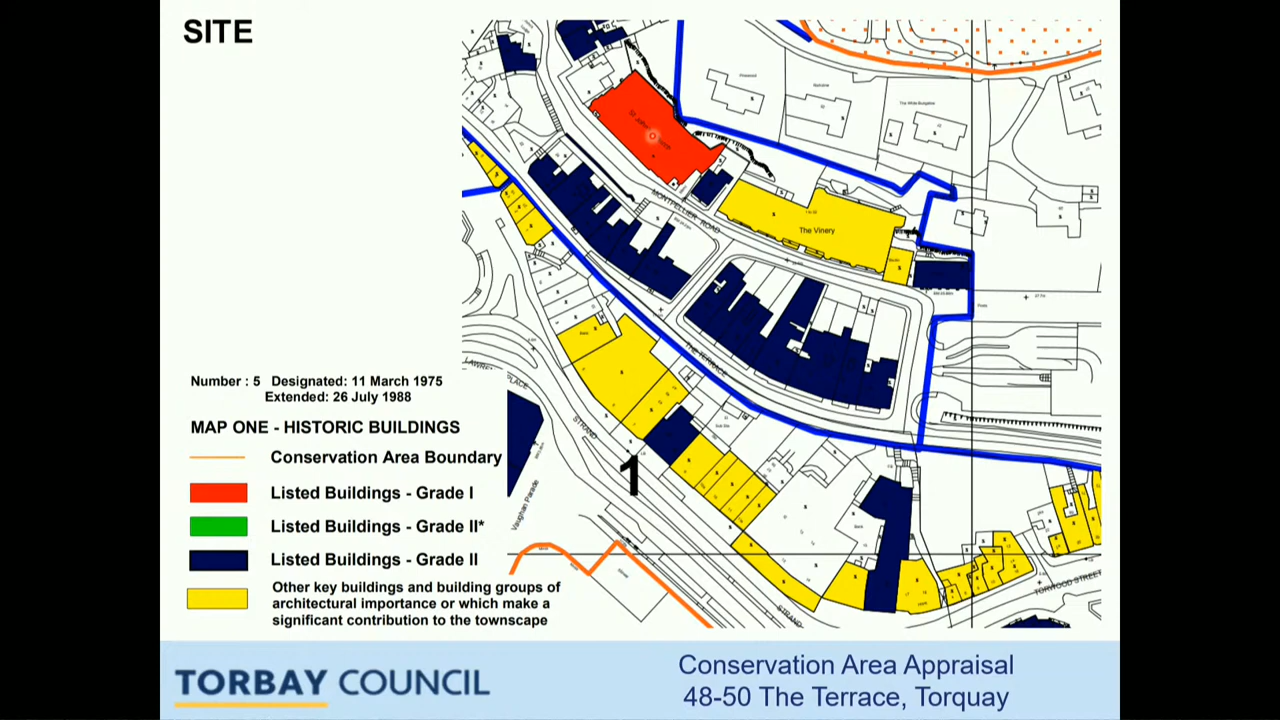 SITE
MONTPELLIER ROAD
The Vinery
THE TERRACE
STRAND
1
Vaughan Parade
STRAND
TORWOOD STREET
Number : 5 Designated: 11 March 1975
Extended: 26 July 1988
MAP ONE - HISTORIC BUILDINGS
Conservation Area Boundary
Listed Buildings - Grade I
Listed Buildings - Grade II*
Listed Buildings - Grade II
Other key buildings and building groups of
architectural importance or which make a
significant contribution to the townscape
TORBAY COUNCIL
Conservation Area Appraisal
48-50 The Terrace, Torquay